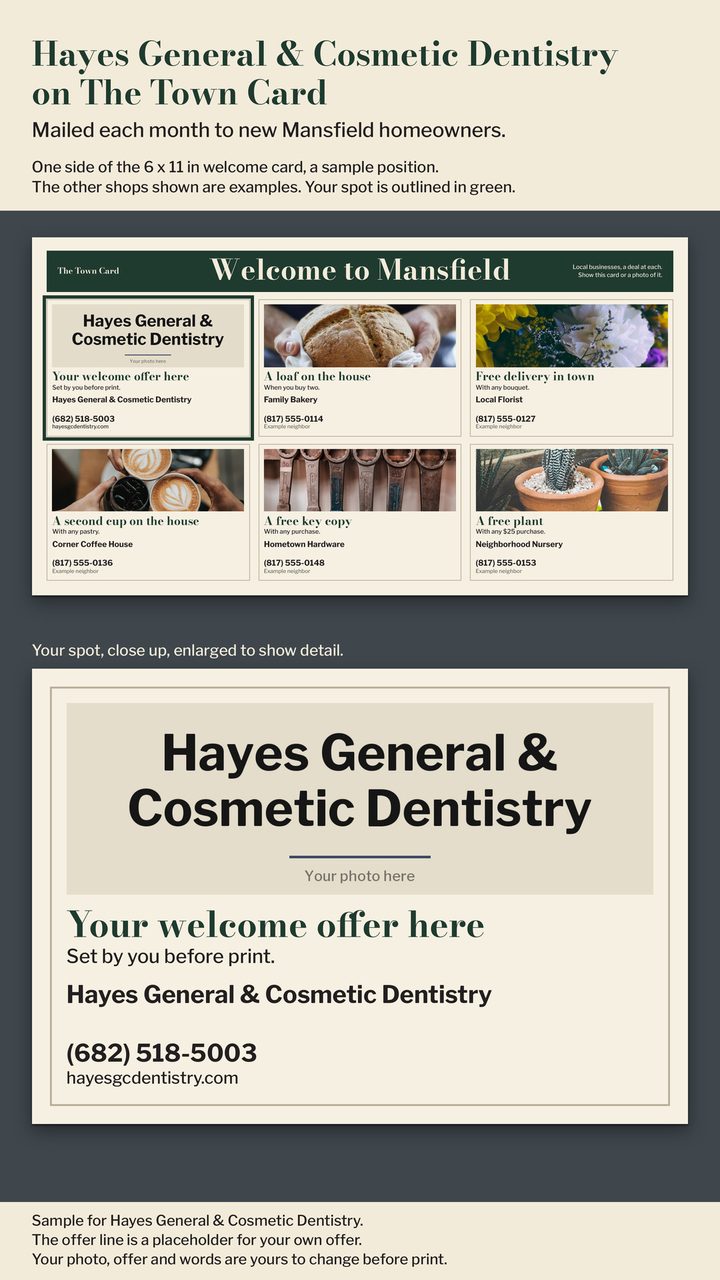 Hayes General & Cosmetic Dentistry
on The Town Card
Mailed each month to new Mansfield homeowners.
One side of the 6 x 11 in welcome card, a sample position.
The other shops shown are examples. Your spot is outlined in green.
The Town Card
Welcome to Mansfield
Local businesses, a deal at each.
Show this card or a photo of it.
Hayes General &
Cosmetic Dentistry
Your photo here
Your welcome offer here
Set by you before print.
Hayes General & Cosmetic Dentistry
(682) 518-5003
hayesgcdentistry.com
A loaf on the house
When you buy two.
Family Bakery
(817) 555-0114
Example neighbor
Free delivery in town
With any bouquet.
Local Florist
(817) 555-0127
Example neighbor
A second cup on the house
With any pastry.
Corner Coffee House
(817) 555-0136
Example neighbor
A free key copy
With any purchase.
Hometown Hardware
(817) 555-0148
Example neighbor
A free plant
With any $25 purchase.
Neighborhood Nursery
(817) 555-0153
Example neighbor
Your spot, close up, enlarged to show detail.
Hayes General &
Cosmetic Dentistry
Your photo here
Your welcome offer here
Set by you before print.
Hayes General & Cosmetic Dentistry
(682) 518-5003
hayesgcdentistry.com
Sample for Hayes General & Cosmetic Dentistry.
The offer line is a placeholder for your own offer.
Your photo, offer and words are yours to change before print.